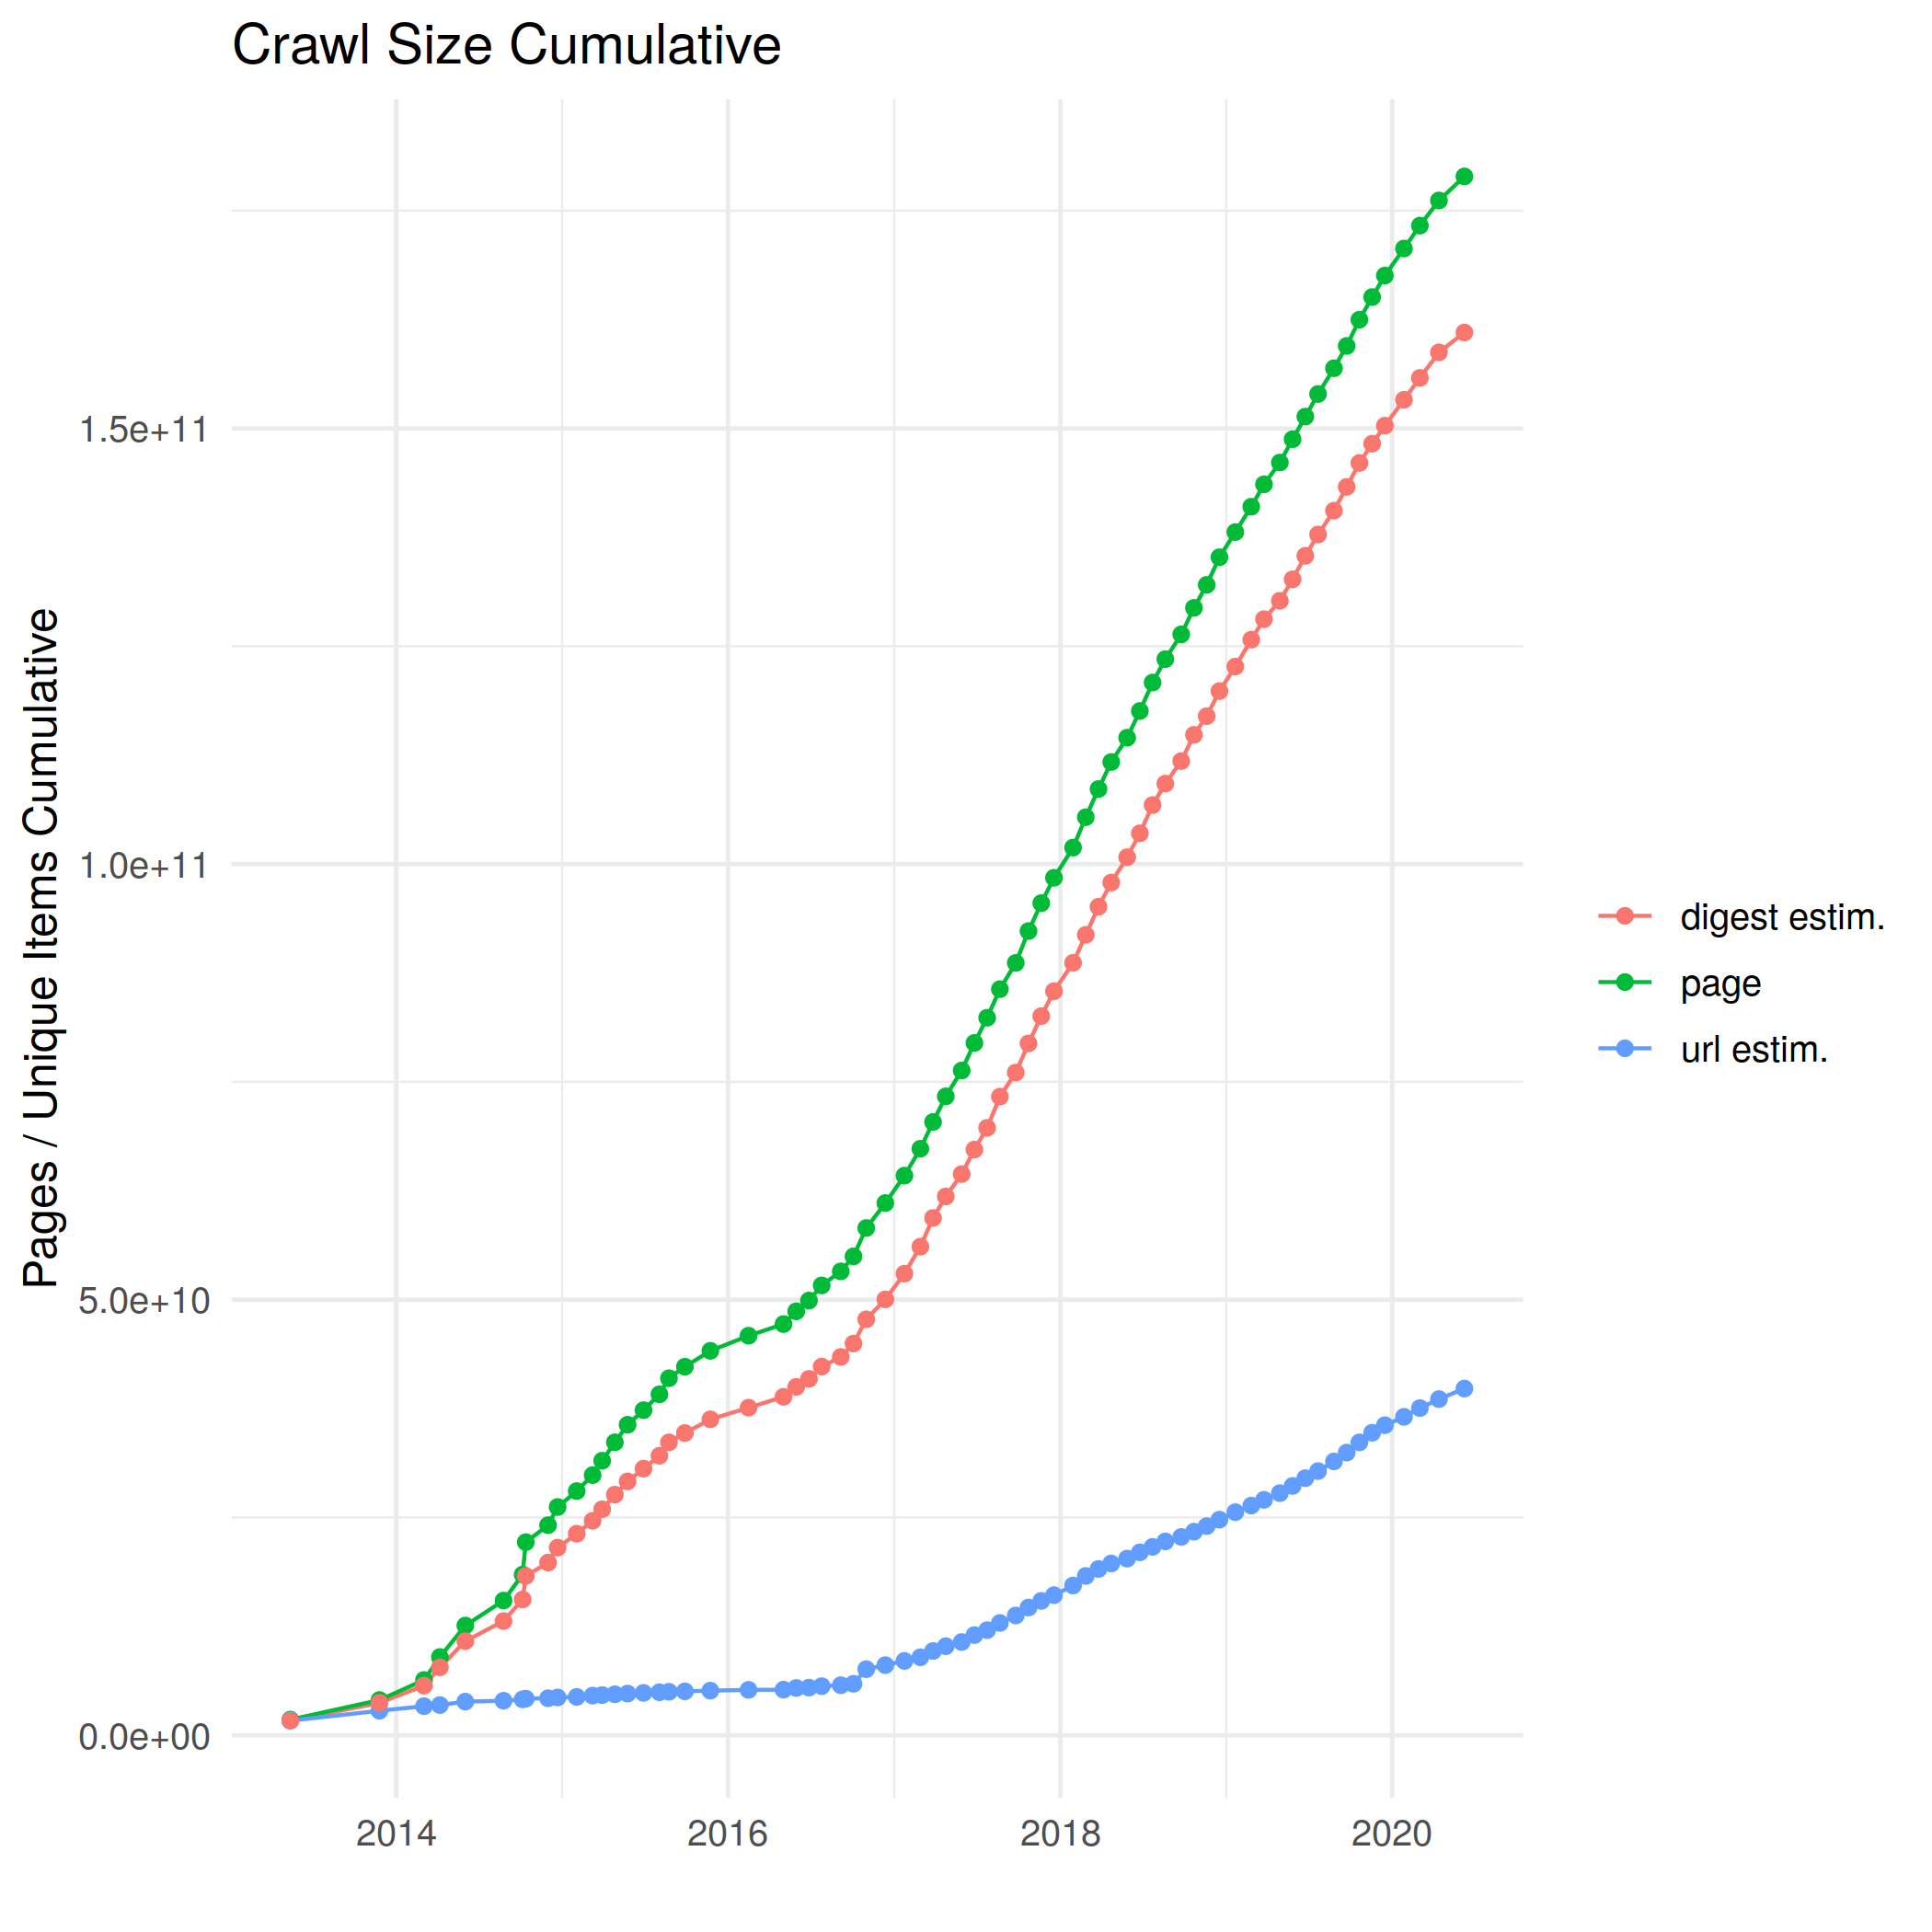 Crawl Size Cumulative
Pages / Unique Items Cumulative
1.5e+11
1.0e+11
5.0e+10
0.0e+00
2014
2016
2018
2020
digest estim.
page
url estim.